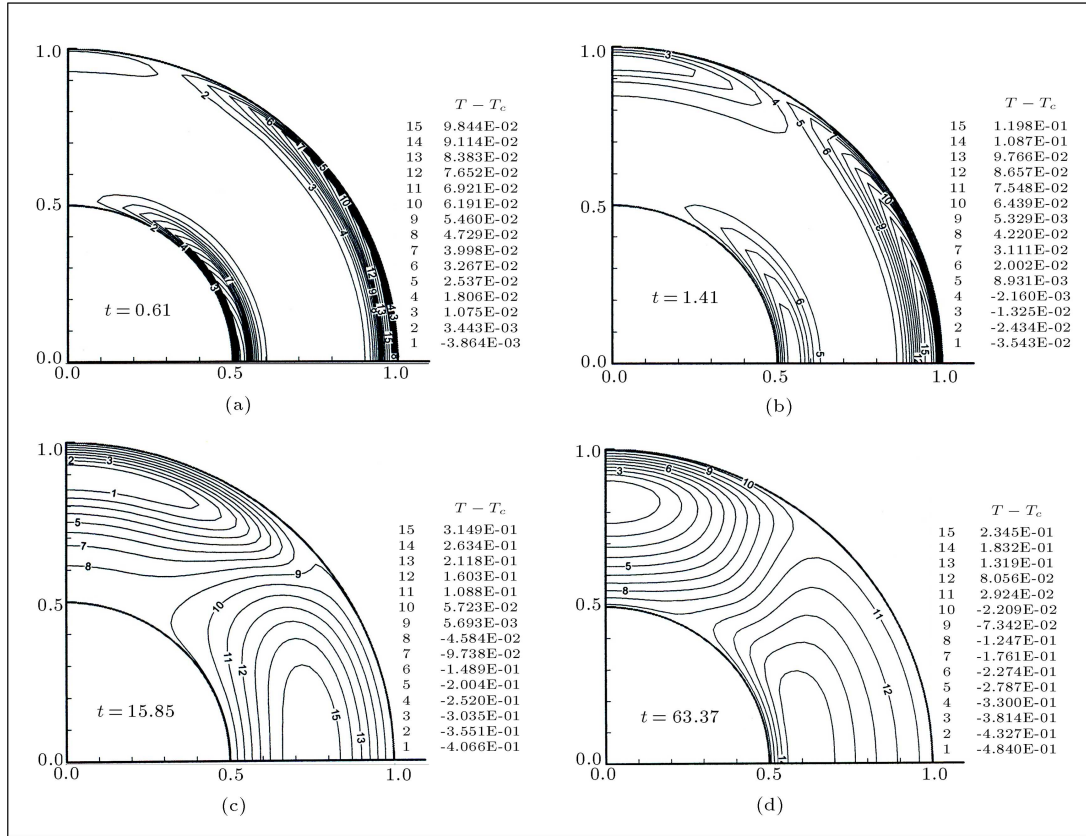 1.0
0.5
0.0
0.0 0.5 1.0
t = 0.61
(a)
T − T_c
15 9.844E-02
14 9.114E-02
13 8.383E-02
12 7.652E-02
11 6.921E-02
10 6.191E-02
9 5.460E-02
8 4.729E-02
7 3.998E-02
6 3.267E-02
5 2.537E-02
4 1.806E-02
3 1.075E-02
2 3.443E-03
1 -3.864E-03
1.0
0.5
0.0
0.0 0.5 1.0
t = 1.41
(b)
T − T_c
15 1.198E-01
14 1.087E-01
13 9.766E-02
12 8.657E-02
11 7.548E-02
10 6.439E-02
9 5.329E-03
8 4.220E-02
7 3.111E-02
6 2.002E-02
5 8.931E-03
4 -2.160E-03
3 -1.325E-02
2 -2.434E-02
1 -3.543E-02
1.0
0.5
0.0
0.0 0.5 1.0
t = 15.85
(c)
T − T_c
15 3.149E-01
14 2.634E-01
13 2.118E-01
12 1.603E-01
11 1.088E-01
10 5.723E-02
9 5.693E-03
8 -4.584E-02
7 -9.738E-02
6 -1.489E-01
5 -2.004E-01
4 -2.520E-01
3 -3.035E-01
2 -3.551E-01
1 -4.066E-01
1.0
0.5
0.0
0.0 0.5 1.0
t = 63.37
(d)
T − T_c
15 2.345E-01
14 1.832E-01
13 1.319E-01
12 8.056E-02
11 2.924E-02
10 -2.209E-02
9 -7.342E-02
8 -1.247E-01
7 -1.761E-01
6 -2.274E-01
5 -2.787E-01
4 -3.300E-01
3 -3.814E-01
2 -4.327E-01
1 -4.840E-01